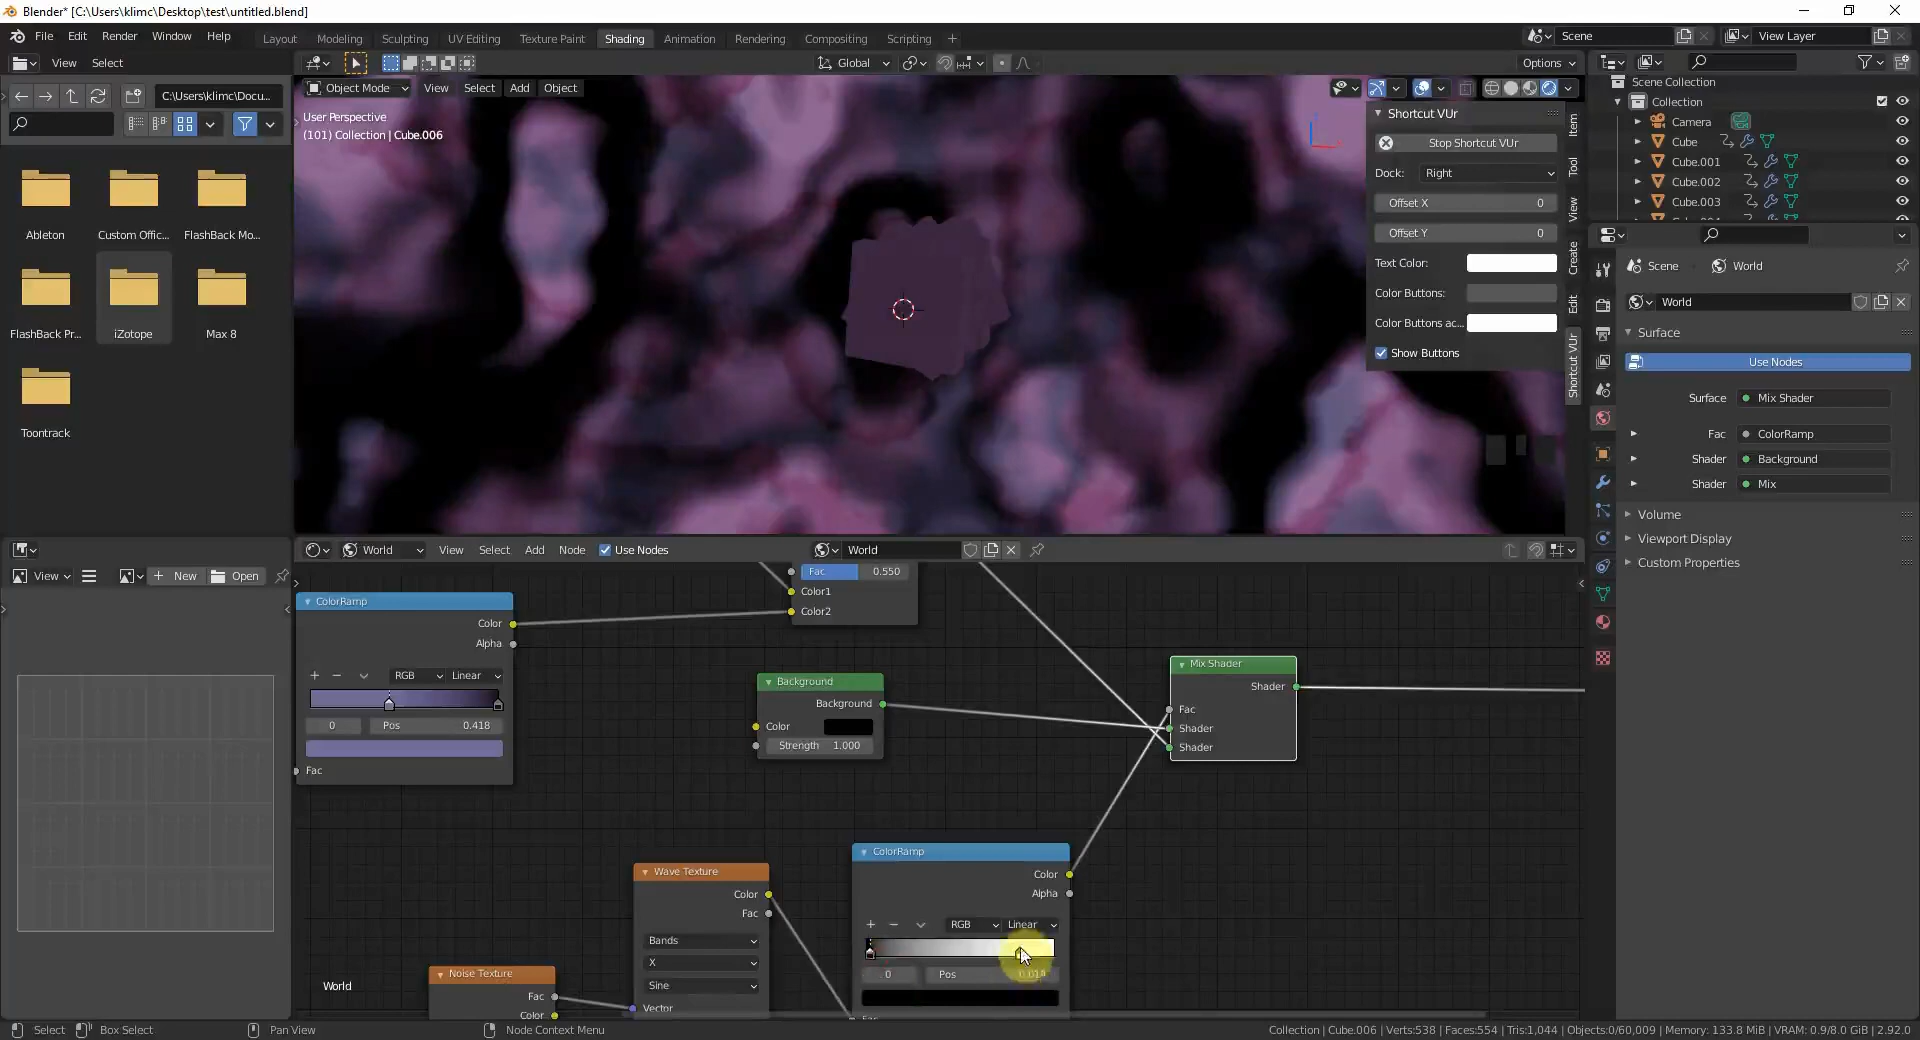 Blender* [C:\Users\klimc\Desktop\test\untitled.blend]
File Edit Render Window Help
Layout Modeling Sculpting UV Editing Texture Paint Shading Animation Rendering Compositing Scripting
Scene
View Layer
View Select
Global
Options
C:\Users\klimc\Docu...
Object Mode View Select Add Object
User Perspective
(101) Collection | Cube.006
Ableton
Custom Offic...
FlashBack Mo...
FlashBack Pr...
iZotope
Max 8
Toontrack
Shortcut VUr
Stop Shortcut VUr
Dock: Right
Offset X 0
Offset Y 0
Text Color:
Color Buttons:
Color Buttons ac...
Show Buttons
Item
Tool
View
Create
Edit
Shortcut VUr
Scene Collection
Collection
Camera
Cube
Cube.001
Cube.002
Cube.003
Scene World
World
Surface
Use Nodes
Surface Mix Shader
Fac ColorRamp
Shader Background
Shader Mix
Volume
Viewport Display
Custom Properties
World View Select Add Node Use Nodes
World
View New Open
ColorRamp
Color
Alpha
RGB Linear
0 Pos 0.418
Fac
Fac 0.550
Color1
Color2
Background
Background
Color
Strength 1.000
Mix Shader
Shader
Fac
Shader
Shader
Wave Texture
Color
Fac
Bands
X
Sine
Vector
Noise Texture
Fac
Color
ColorRamp
Color
Alpha
RGB Linear
0 Pos
World
Select Box Select Pan View Node Context Menu
Collection | Cube.006 | Verts:538 | Faces:554 | Tris:1,044 | Objects:0/60,009 | Memory: 133.8 MiB | VRAM: 0.9/8.0 GiB | 2.92.0